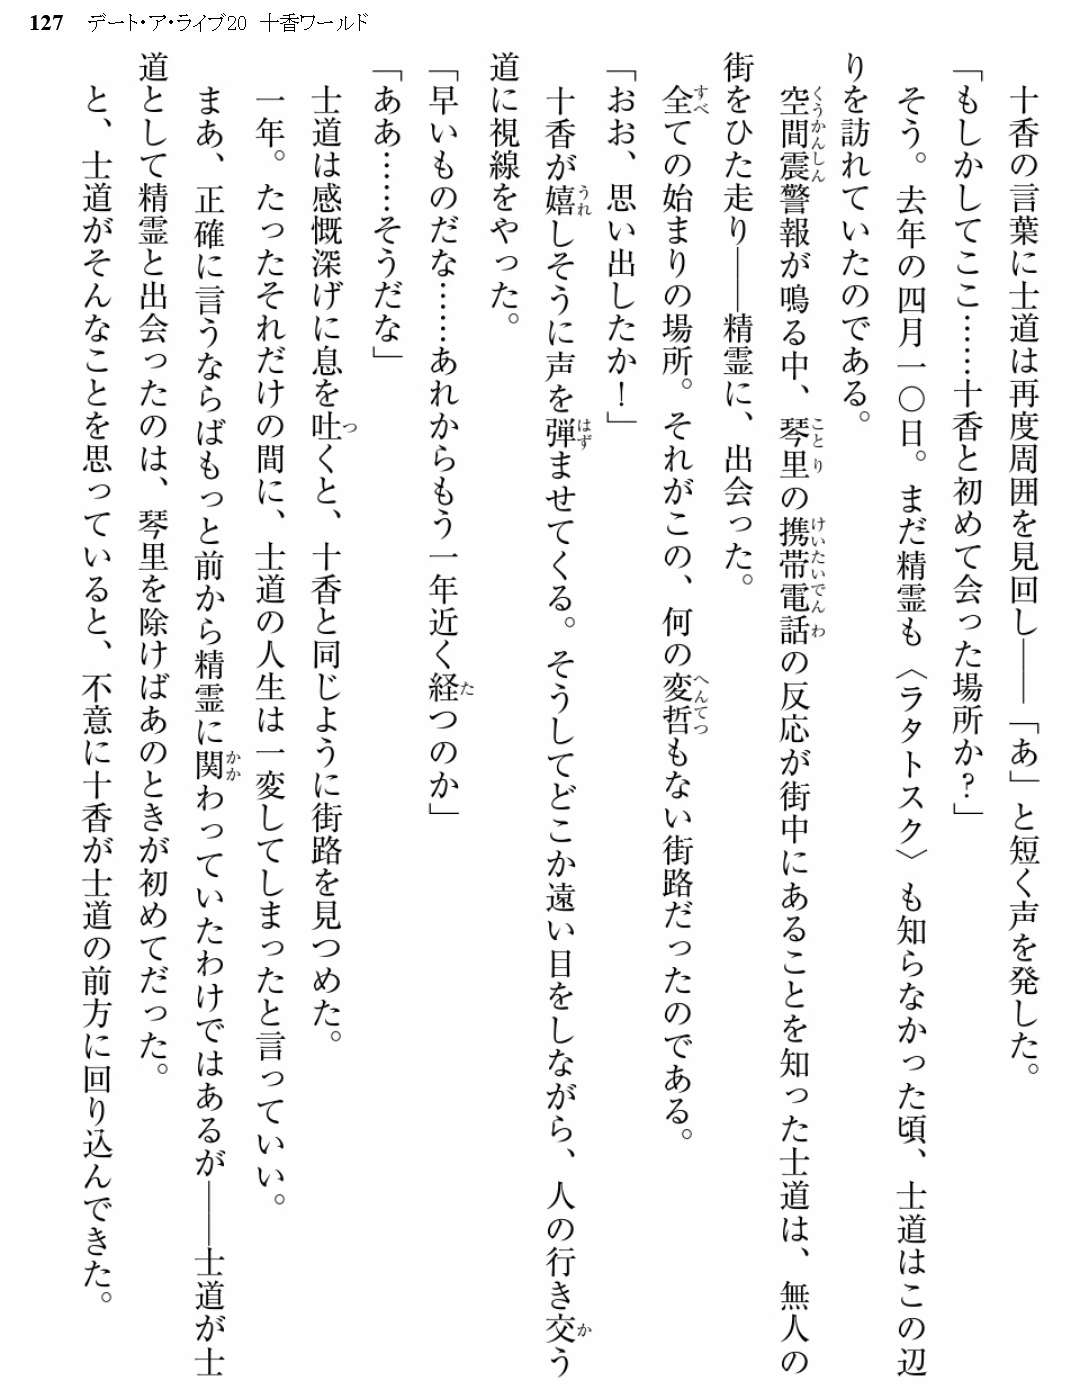 127 デート・ア・ライブ20 十香ワールド
　十香の言葉に士道は再度周囲を見回し――「あ」と短く声を発した。
「もしかしてここ……十香と初めて会った場所か？」
　そう。去年の四月一〇日。まだ精霊も〈ラタトスク〉も知らなかった頃、士道はこの辺
りを訪れていたのである。
　空間震警報が鳴る中、琴里の携帯電話の反応が街中にあることを知った士道は、無人の
街をひた走り――精霊に、出会った。
　全ての始まりの場所。それがこの、何の変哲もない街路だったのである。
「おお、思い出したか！」
　十香が嬉しそうに声を弾ませてくる。そうしてどこか遠い目をしながら、人の行き交う
道に視線をやった。
「早いものだな……あれからもう一年近く経つのか」
「ああ……そうだな」
　士道は感慨深げに息を吐くと、十香と同じように街路を見つめた。
　一年。たったそれだけの間に、士道の人生は一変してしまったと言っていい。
　まあ、正確に言うならばもっと前から精霊に関わっていたわけではあるが――士道が士
道として精霊と出会ったのは、琴里を除けばあのときが初めてだった。
　と、士道がそんなことを思っていると、不意に十香が士道の前方に回り込んできた。